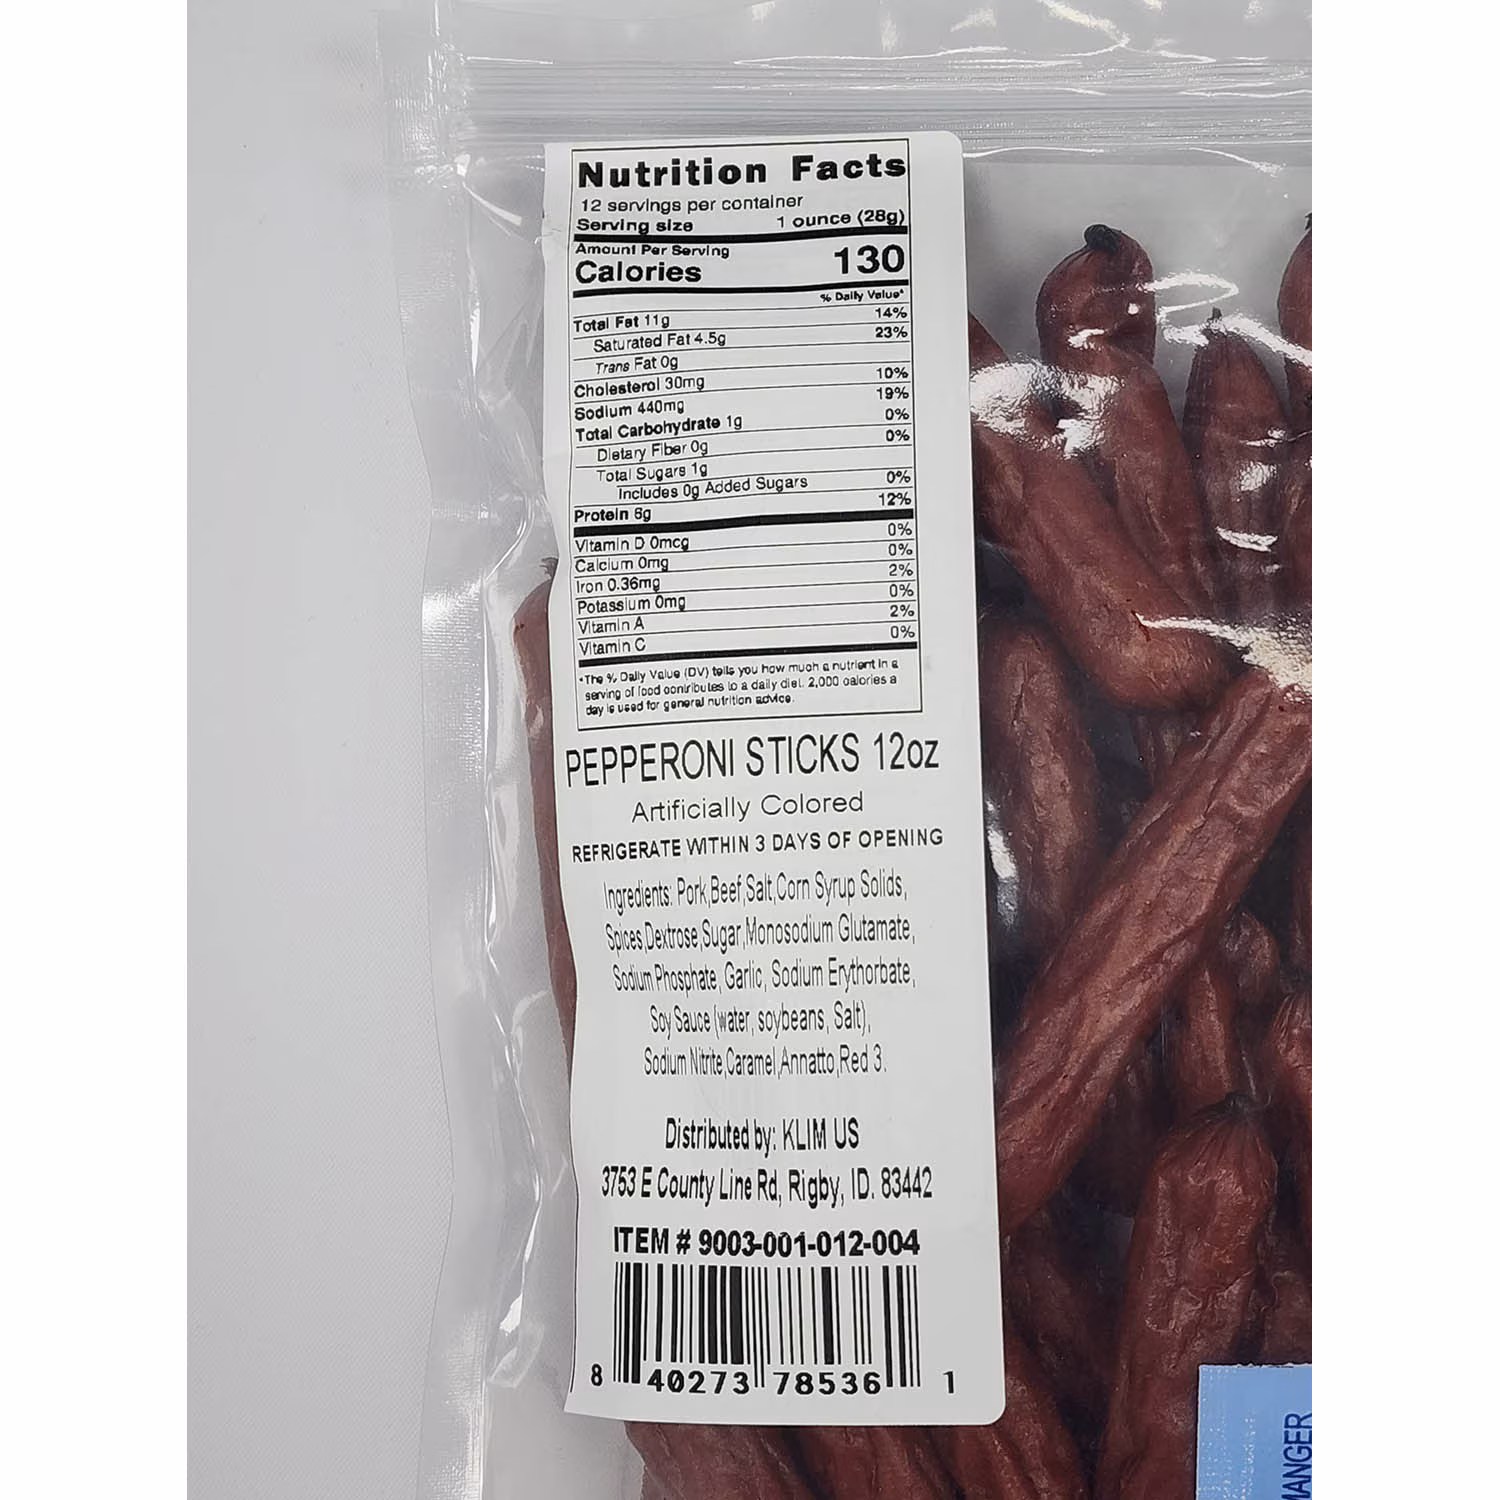 Nutrition Facts
12 servings per container
Serving size 1 ounce (28g)
Amount Per Serving
Calories 130
% Daily Value*
Total Fat 11g 14%
Saturated Fat 4.5g 23%
Trans Fat 0g
Cholesterol 30mg 10%
Sodium 440mg 19%
Total Carbohydrate 1g 0%
Dietary Fiber 0g 0%
Total Sugars 1g
Includes 0g Added Sugars 0%
Protein 6g 12%
Vitamin D 0mcg 0%
Calcium 0mg 0%
Iron 0.36mg 2%
Potassium 0mg 0%
Vitamin A 2%
Vitamin C 0%
*The % Daily Value (DV) tells you how much a nutrient in a
serving of food contributes to a daily diet. 2,000 calories a
day is used for general nutrition advice.
PEPPERONI STICKS 12oz
Artificially Colored
REFRIGERATE WITHIN 3 DAYS OF OPENING
Ingredients: Pork,Beef,Salt,Corn Syrup Solids,
Spices,Dextrose,Sugar,Monosodium Glutamate,
Sodium Phosphate, Garlic, Sodium Erythorbate,
Soy Sauce (water, soybeans, Salt),
Sodium Nitrite,Caramel,Annatto,Red 3.
Distributed by: KLIM US
3753 E County Line Rd, Rigby, ID. 83442
ITEM # 9003-001-012-004
8 40273 78536 1